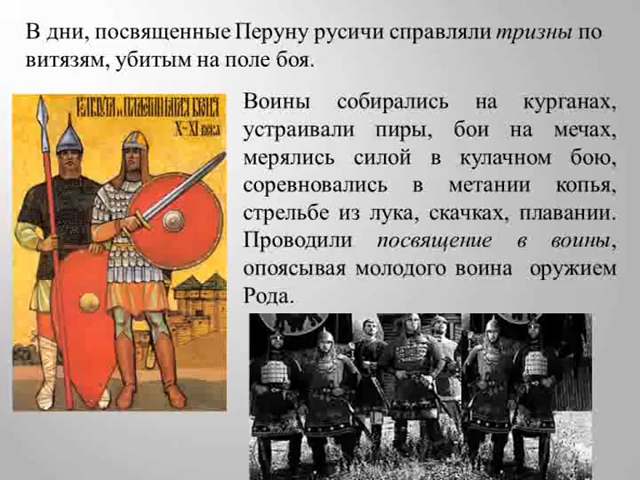 В дни, посвященные Перуну русичи справляли тризны по
витязям, убитым на поле боя.
Воины собирались на курганах,
устраивали пиры, бои на мечах,
мерялись силой в кулачном бою,
соревновались в метании копья,
стрельбе из лука, скачках, плавании.
Проводили посвящение в воины,
опоясывая молодого воина оружием
Рода.
X-XI века